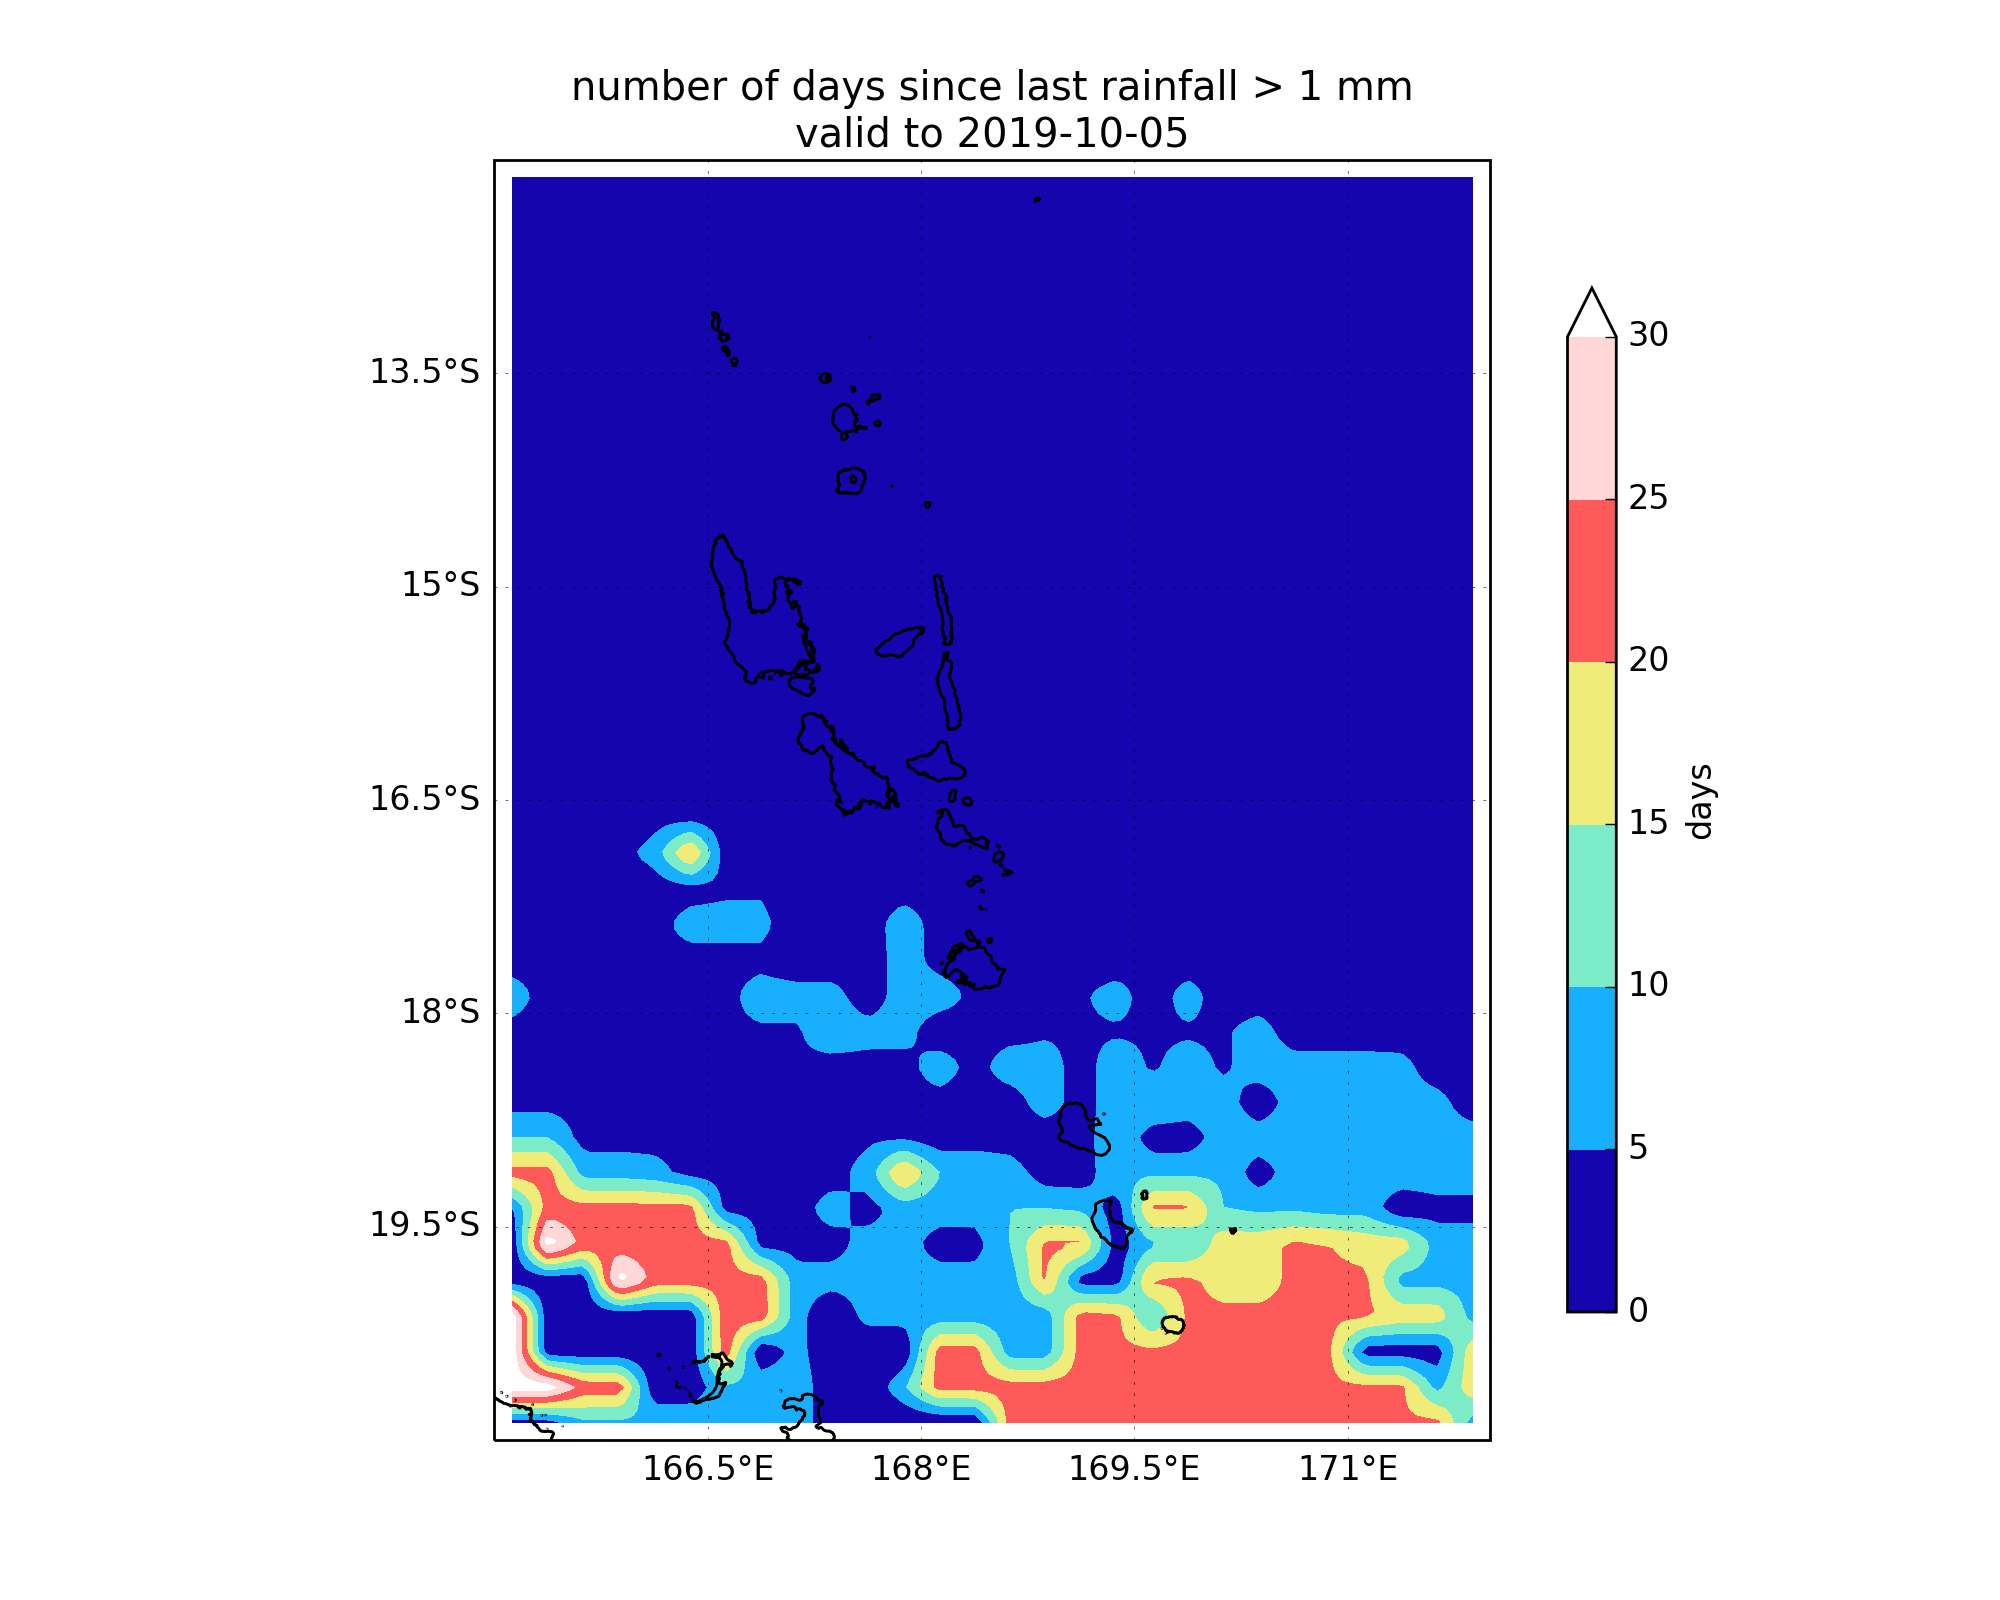 number of days since last rainfall > 1 mm
valid to 2019-10-05
13.5°S
15°S
16.5°S
18°S
19.5°S
166.5°E
168°E
169.5°E
171°E
30
25
20
15
10
5
0
days